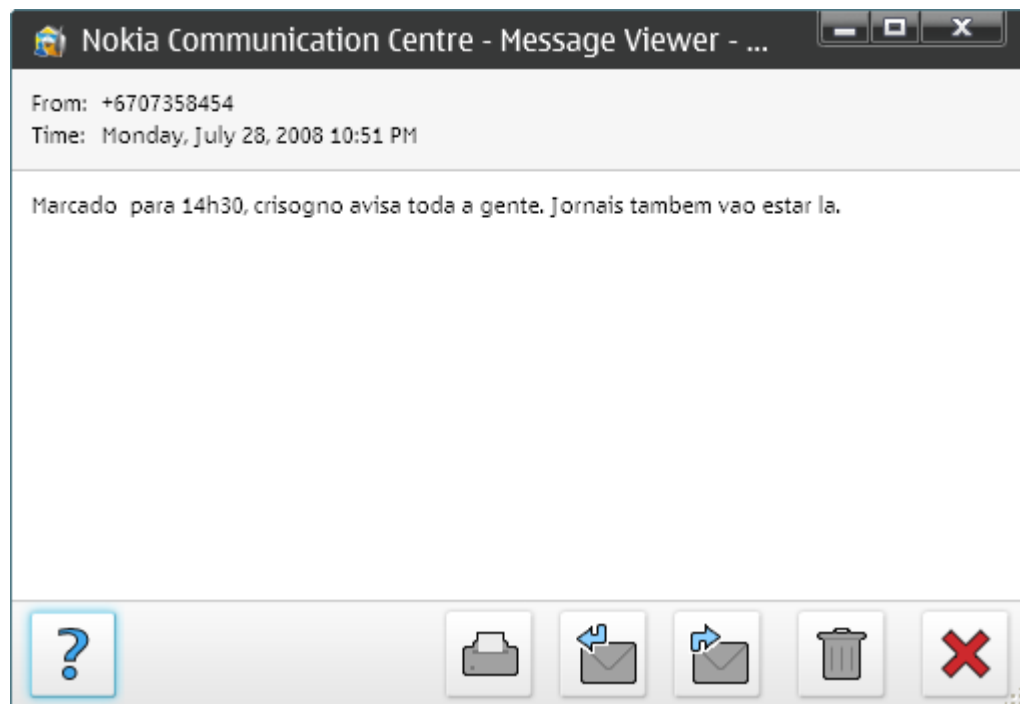 Nokia Communication Centre - Message Viewer - ...
From: +6707358454
Time: Monday, July 28, 2008 10:51 PM
Marcado  para 14h30, crisogno avisa toda a gente. Jornais tambem vao estar la.